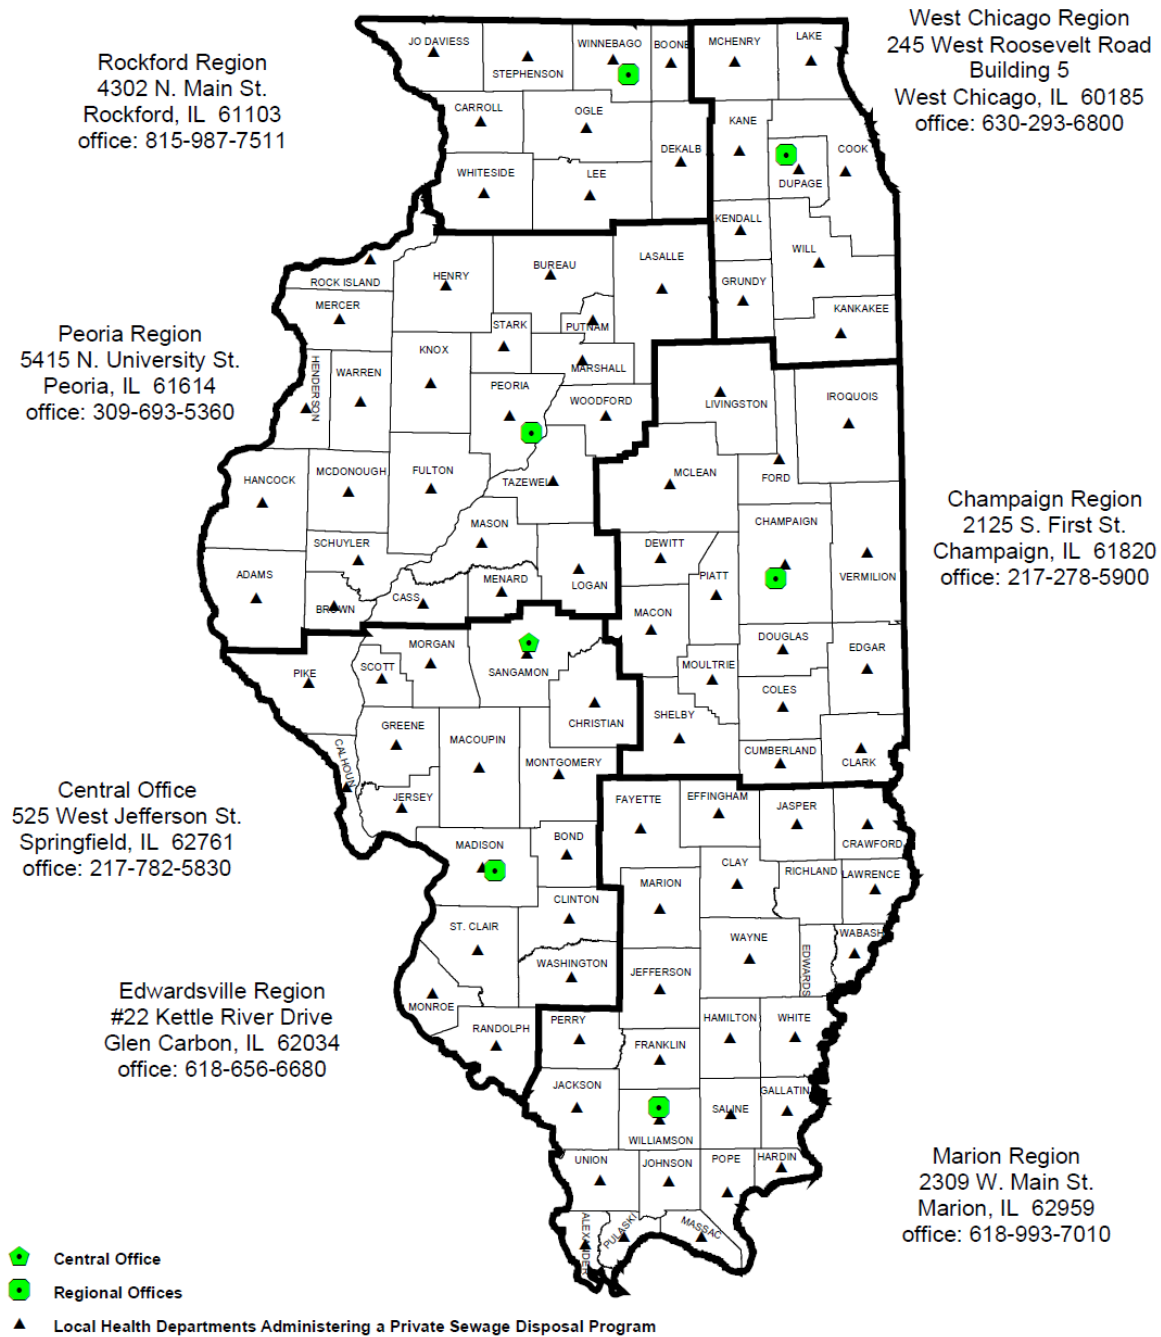 Rockford Region
4302 N. Main St.
Rockford, IL 61103
office: 815-987-7511
West Chicago Region
245 West Roosevelt Road
Building 5
West Chicago, IL 60185
office: 630-293-6800
Peoria Region
5415 N. University St.
Peoria, IL 61614
office: 309-693-5360
Champaign Region
2125 S. First St.
Champaign, IL 61820
office: 217-278-5900
Central Office
525 West Jefferson St.
Springfield, IL 62761
office: 217-782-5830
Edwardsville Region
#22 Kettle River Drive
Glen Carbon, IL 62034
office: 618-656-6680
Marion Region
2309 W. Main St.
Marion, IL 62959
office: 618-993-7010
JO DAVIESS
STEPHENSON
WINNEBAGO
BOONE
MCHENRY
LAKE
CARROLL
OGLE
DEKALB
KANE
COOK
DUPAGE
WHITESIDE
LEE
KENDALL
WILL
GRUNDY
KANKAKEE
ROCK ISLAND
HENRY
BUREAU
LASALLE
MERCER
STARK
PUTNAM
KNOX
MARSHALL
HENDERSON
WARREN
PEORIA
WOODFORD
LIVINGSTON
IROQUOIS
HANCOCK
MCDONOUGH
FULTON
TAZEWELL
MCLEAN
FORD
MASON
CHAMPAIGN
SCHUYLER
DEWITT
ADAMS
BROWN
CASS
MENARD
LOGAN
PIATT
VERMILION
MACON
MORGAN
SANGAMON
DOUGLAS
EDGAR
PIKE
SCOTT
MOULTRIE
COLES
GREENE
CHRISTIAN
SHELBY
MACOUPIN
CALHOUN
MONTGOMERY
CUMBERLAND
CLARK
JERSEY
FAYETTE
EFFINGHAM
JASPER
MADISON
BOND
CRAWFORD
CLAY
RICHLAND
LAWRENCE
MARION
CLINTON
ST. CLAIR
WAYNE
EDWARDS
WABASH
WASHINGTON
JEFFERSON
MONROE
RANDOLPH
PERRY
HAMILTON
WHITE
FRANKLIN
JACKSON
WILLIAMSON
SALINE
GALLATIN
UNION
JOHNSON
POPE
HARDIN
ALEXANDER
PULASKI
MASSAC
Central Office
Regional Offices
Local Health Departments Administering a Private Sewage Disposal Program